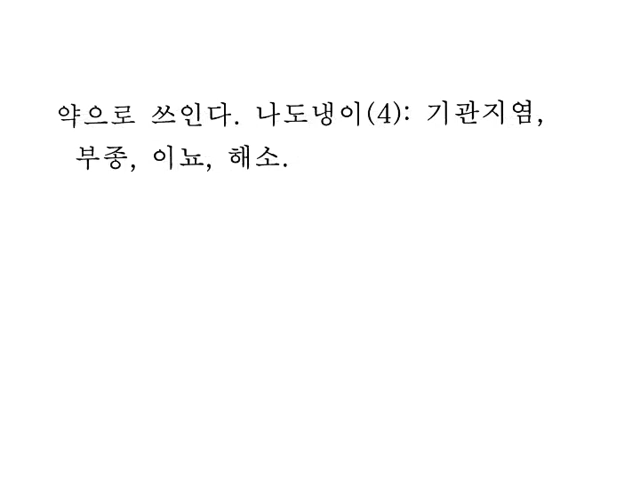 약으로 쓰인다. 나도냉이(4): 기관지염,
부종, 이뇨, 해소.